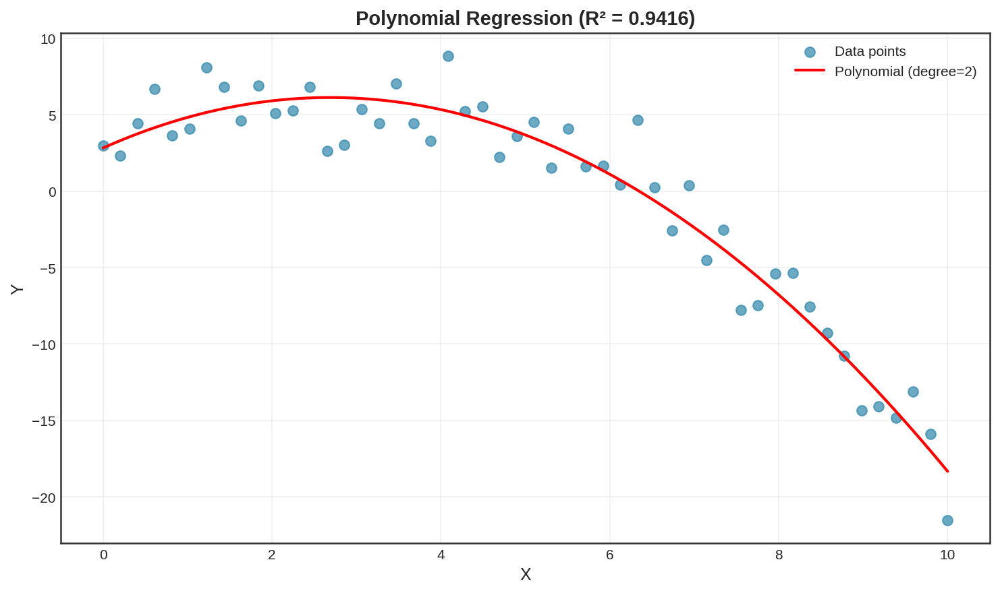 Polynomial Regression (R² = 0.9416)
Data points
Polynomial (degree=2)
10
5
0
−5
−10
−15
−20
Y
0 2 4 6 8 10
X